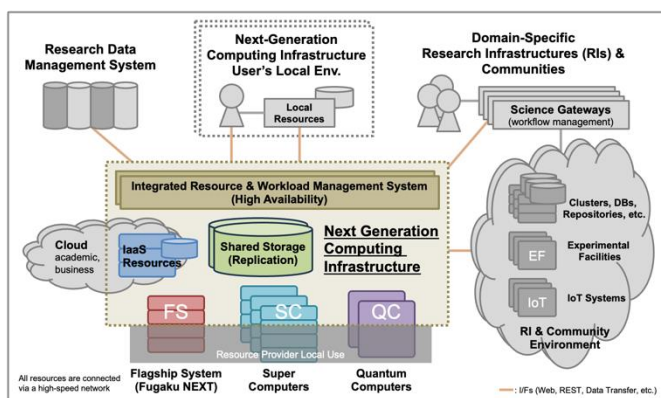 Research Data
Management System
Next-Generation
Computing Infrastructure
User's Local Env.
Local
Resources
Domain-Specific
Research Infrastructures (RIs) &
Communities
Science Gateways
(workflow management)
Integrated Resource & Workload Management System
(High Availability)
Cloud
academic,
business
IaaS
Resources
Shared Storage
(Replication)
Next Generation
Computing
Infrastructure
Clusters, DBs,
Repositories, etc.
EF
Experimental
Facilities
IoT
IoT Systems
RI & Community
Environment
FS
SC
QC
Resource Provider Local Use
Flagship System
(Fugaku NEXT)
Super
Computers
Quantum
Computers
All resources are connected
via a high-speed network
: I/Fs (Web, REST, Data Transfer, etc.)